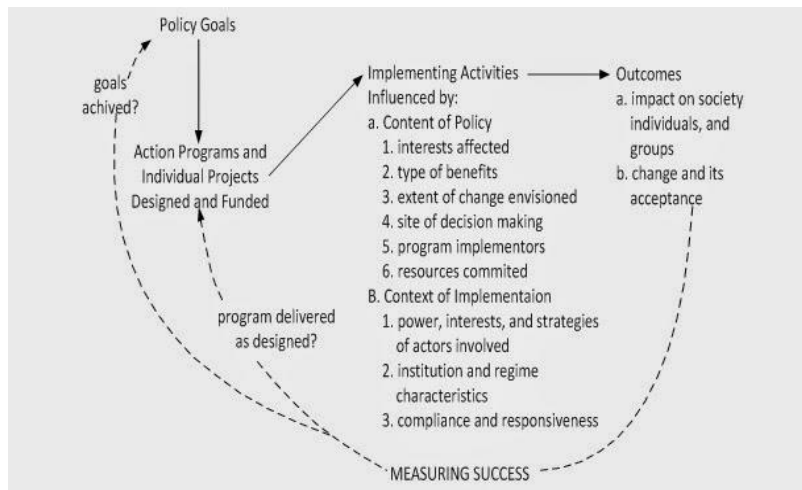 Policy Goals
goals
achived?
Action Programs and
Individual Projects
Designed and Funded
program delivered
as designed?
Implementing Activities
Influenced by:
a. Content of Policy
1. interests affected
2. type of benefits
3. extent of change envisioned
4. site of decision making
5. program implementors
6. resources commited
B. Context of Implementaion
1. power, interests, and strategies
of actors involved
2. institution and regime
characteristics
3. compliance and responsiveness
Outcomes
a. impact on society
individuals, and
groups
b. change and its
acceptance
MEASURING SUCCESS